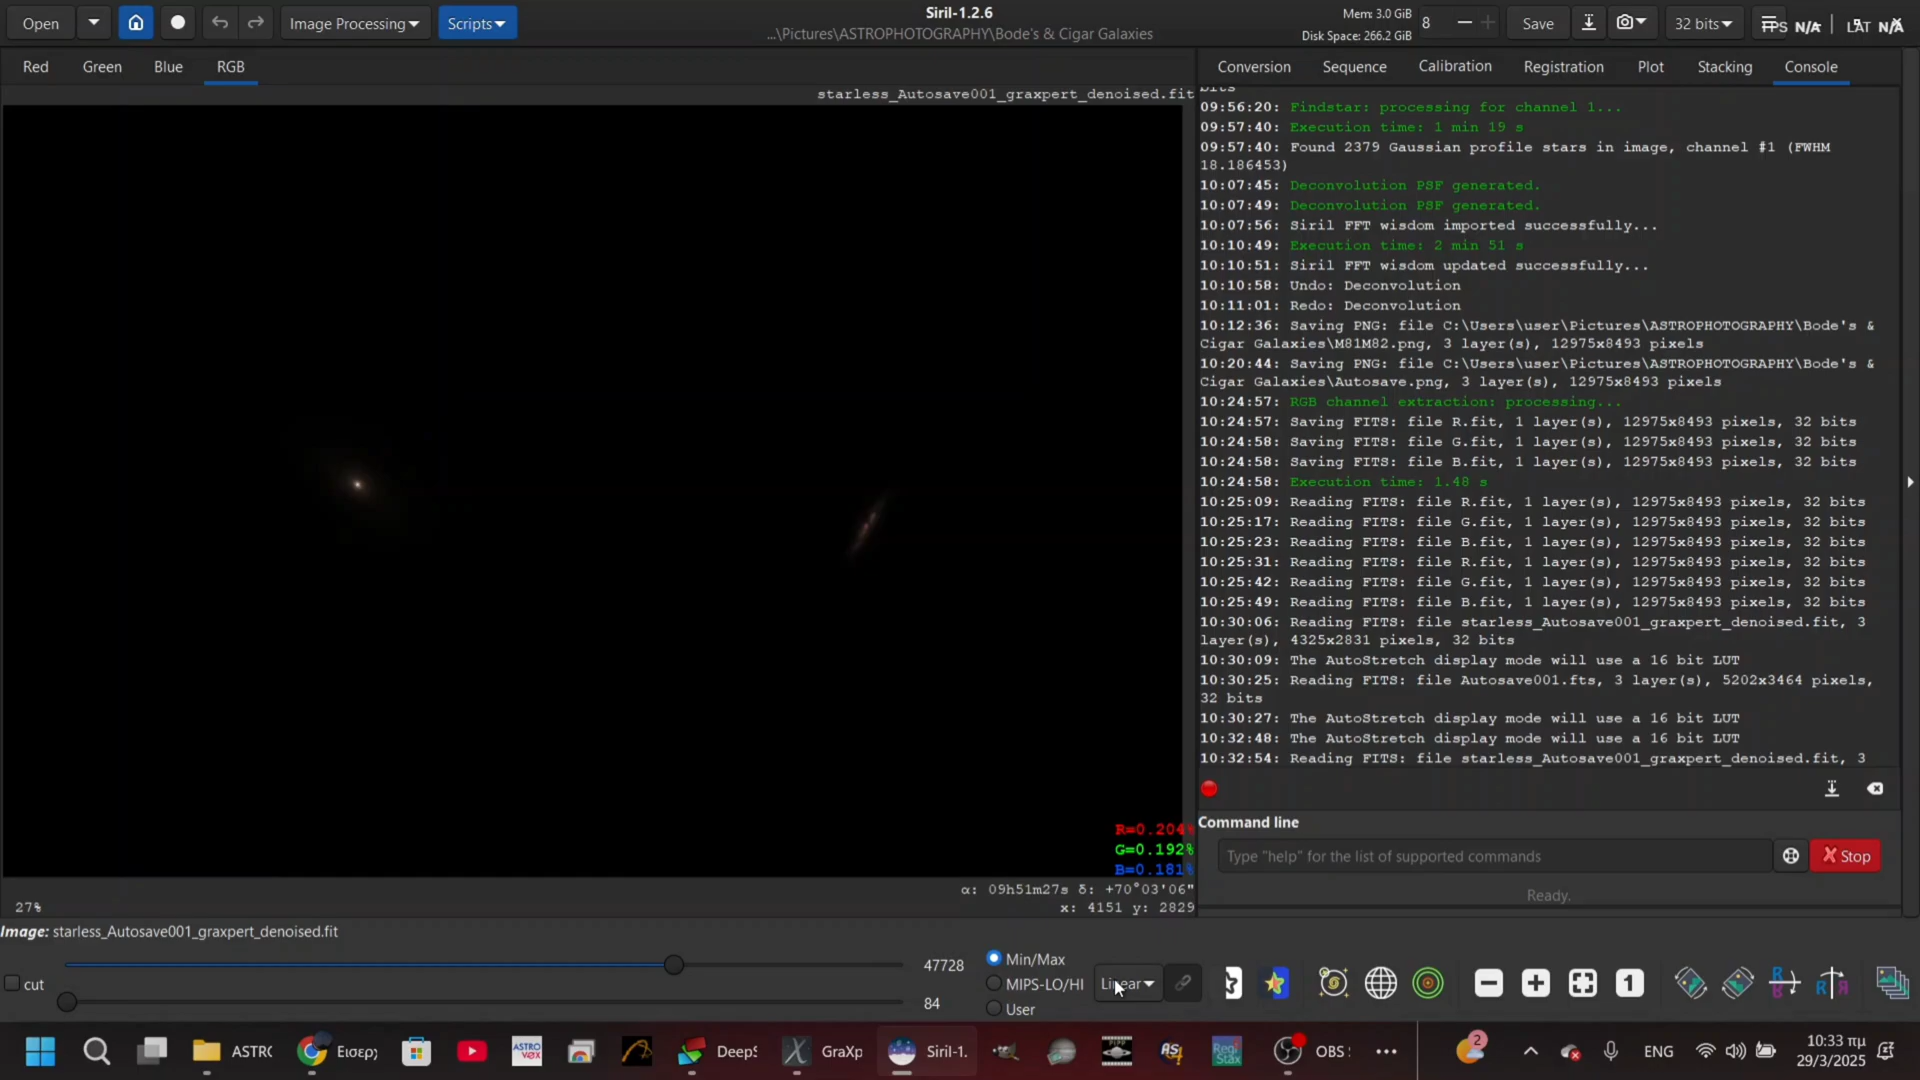 Open
Image Processing
Scripts
Siril-1.2.6
...\Pictures\ASTROPHOTOGRAPHY\Bode's & Cigar Galaxies
Mem: 3.0 GiB
Disk Space: 266.2 GiB
8
Save
32 bits
FPS N/A
LAT N/A
Red
Green
Blue
RGB
Conversion
Sequence
Calibration
Registration
Plot
Stacking
Console
starless_Autosave001_graxpert_denoised.fit
bits
09:56:20: Findstar: processing for channel 1...
09:57:40: Execution time: 1 min 19 s
09:57:40: Found 2379 Gaussian profile stars in image, channel #1 (FWHM
18.186453)
10:07:45: Deconvolution PSF generated.
10:07:49: Deconvolution PSF generated.
10:07:56: Siril FFT wisdom imported successfully...
10:10:49: Execution time: 2 min 51 s
10:10:51: Siril FFT wisdom updated successfully...
10:10:58: Undo: Deconvolution
10:11:01: Redo: Deconvolution
10:12:36: Saving PNG: file C:\Users\user\Pictures\ASTROPHOTOGRAPHY\Bode's &
Cigar Galaxies\M81M82.png, 3 layer(s), 12975x8493 pixels
10:20:44: Saving PNG: file C:\Users\user\Pictures\ASTROPHOTOGRAPHY\Bode's &
Cigar Galaxies\Autosave.png, 3 layer(s), 12975x8493 pixels
10:24:57: RGB channel extraction: processing...
10:24:57: Saving FITS: file R.fit, 1 layer(s), 12975x8493 pixels, 32 bits
10:24:58: Saving FITS: file G.fit, 1 layer(s), 12975x8493 pixels, 32 bits
10:24:58: Saving FITS: file B.fit, 1 layer(s), 12975x8493 pixels, 32 bits
10:24:58: Execution time: 1.48 s
10:25:09: Reading FITS: file R.fit, 1 layer(s), 12975x8493 pixels, 32 bits
10:25:17: Reading FITS: file G.fit, 1 layer(s), 12975x8493 pixels, 32 bits
10:25:23: Reading FITS: file B.fit, 1 layer(s), 12975x8493 pixels, 32 bits
10:25:31: Reading FITS: file R.fit, 1 layer(s), 12975x8493 pixels, 32 bits
10:25:42: Reading FITS: file G.fit, 1 layer(s), 12975x8493 pixels, 32 bits
10:25:49: Reading FITS: file B.fit, 1 layer(s), 12975x8493 pixels, 32 bits
10:30:06: Reading FITS: file starless_Autosave001_graxpert_denoised.fit, 3
layer(s), 4325x2831 pixels, 32 bits
10:30:09: The AutoStretch display mode will use a 16 bit LUT
10:30:25: Reading FITS: file Autosave001.fts, 3 layer(s), 5202x3464 pixels,
32 bits
10:30:27: The AutoStretch display mode will use a 16 bit LUT
10:32:48: The AutoStretch display mode will use a 16 bit LUT
10:32:54: Reading FITS: file starless_Autosave001_graxpert_denoised.fit, 3
R=0.204%
G=0.192%
B=0.181%
α: 09h51m27s δ: +70°03'06"
x: 4151 y: 2829
27%
Command line
Type "help" for the list of supported commands
Stop
Ready.
Image: starless_Autosave001_graxpert_denoised.fit
cut
47728
84
Min/Max
MIPS-LO/HI
User
Linear
1
ASTRO
Εισερχ
ASTRO
VOX
DeepS
GraXp
Siril-1.
PIPP
AS4
Regi
Stax
OBS
2
ENG
10:33 πμ
29/3/2025